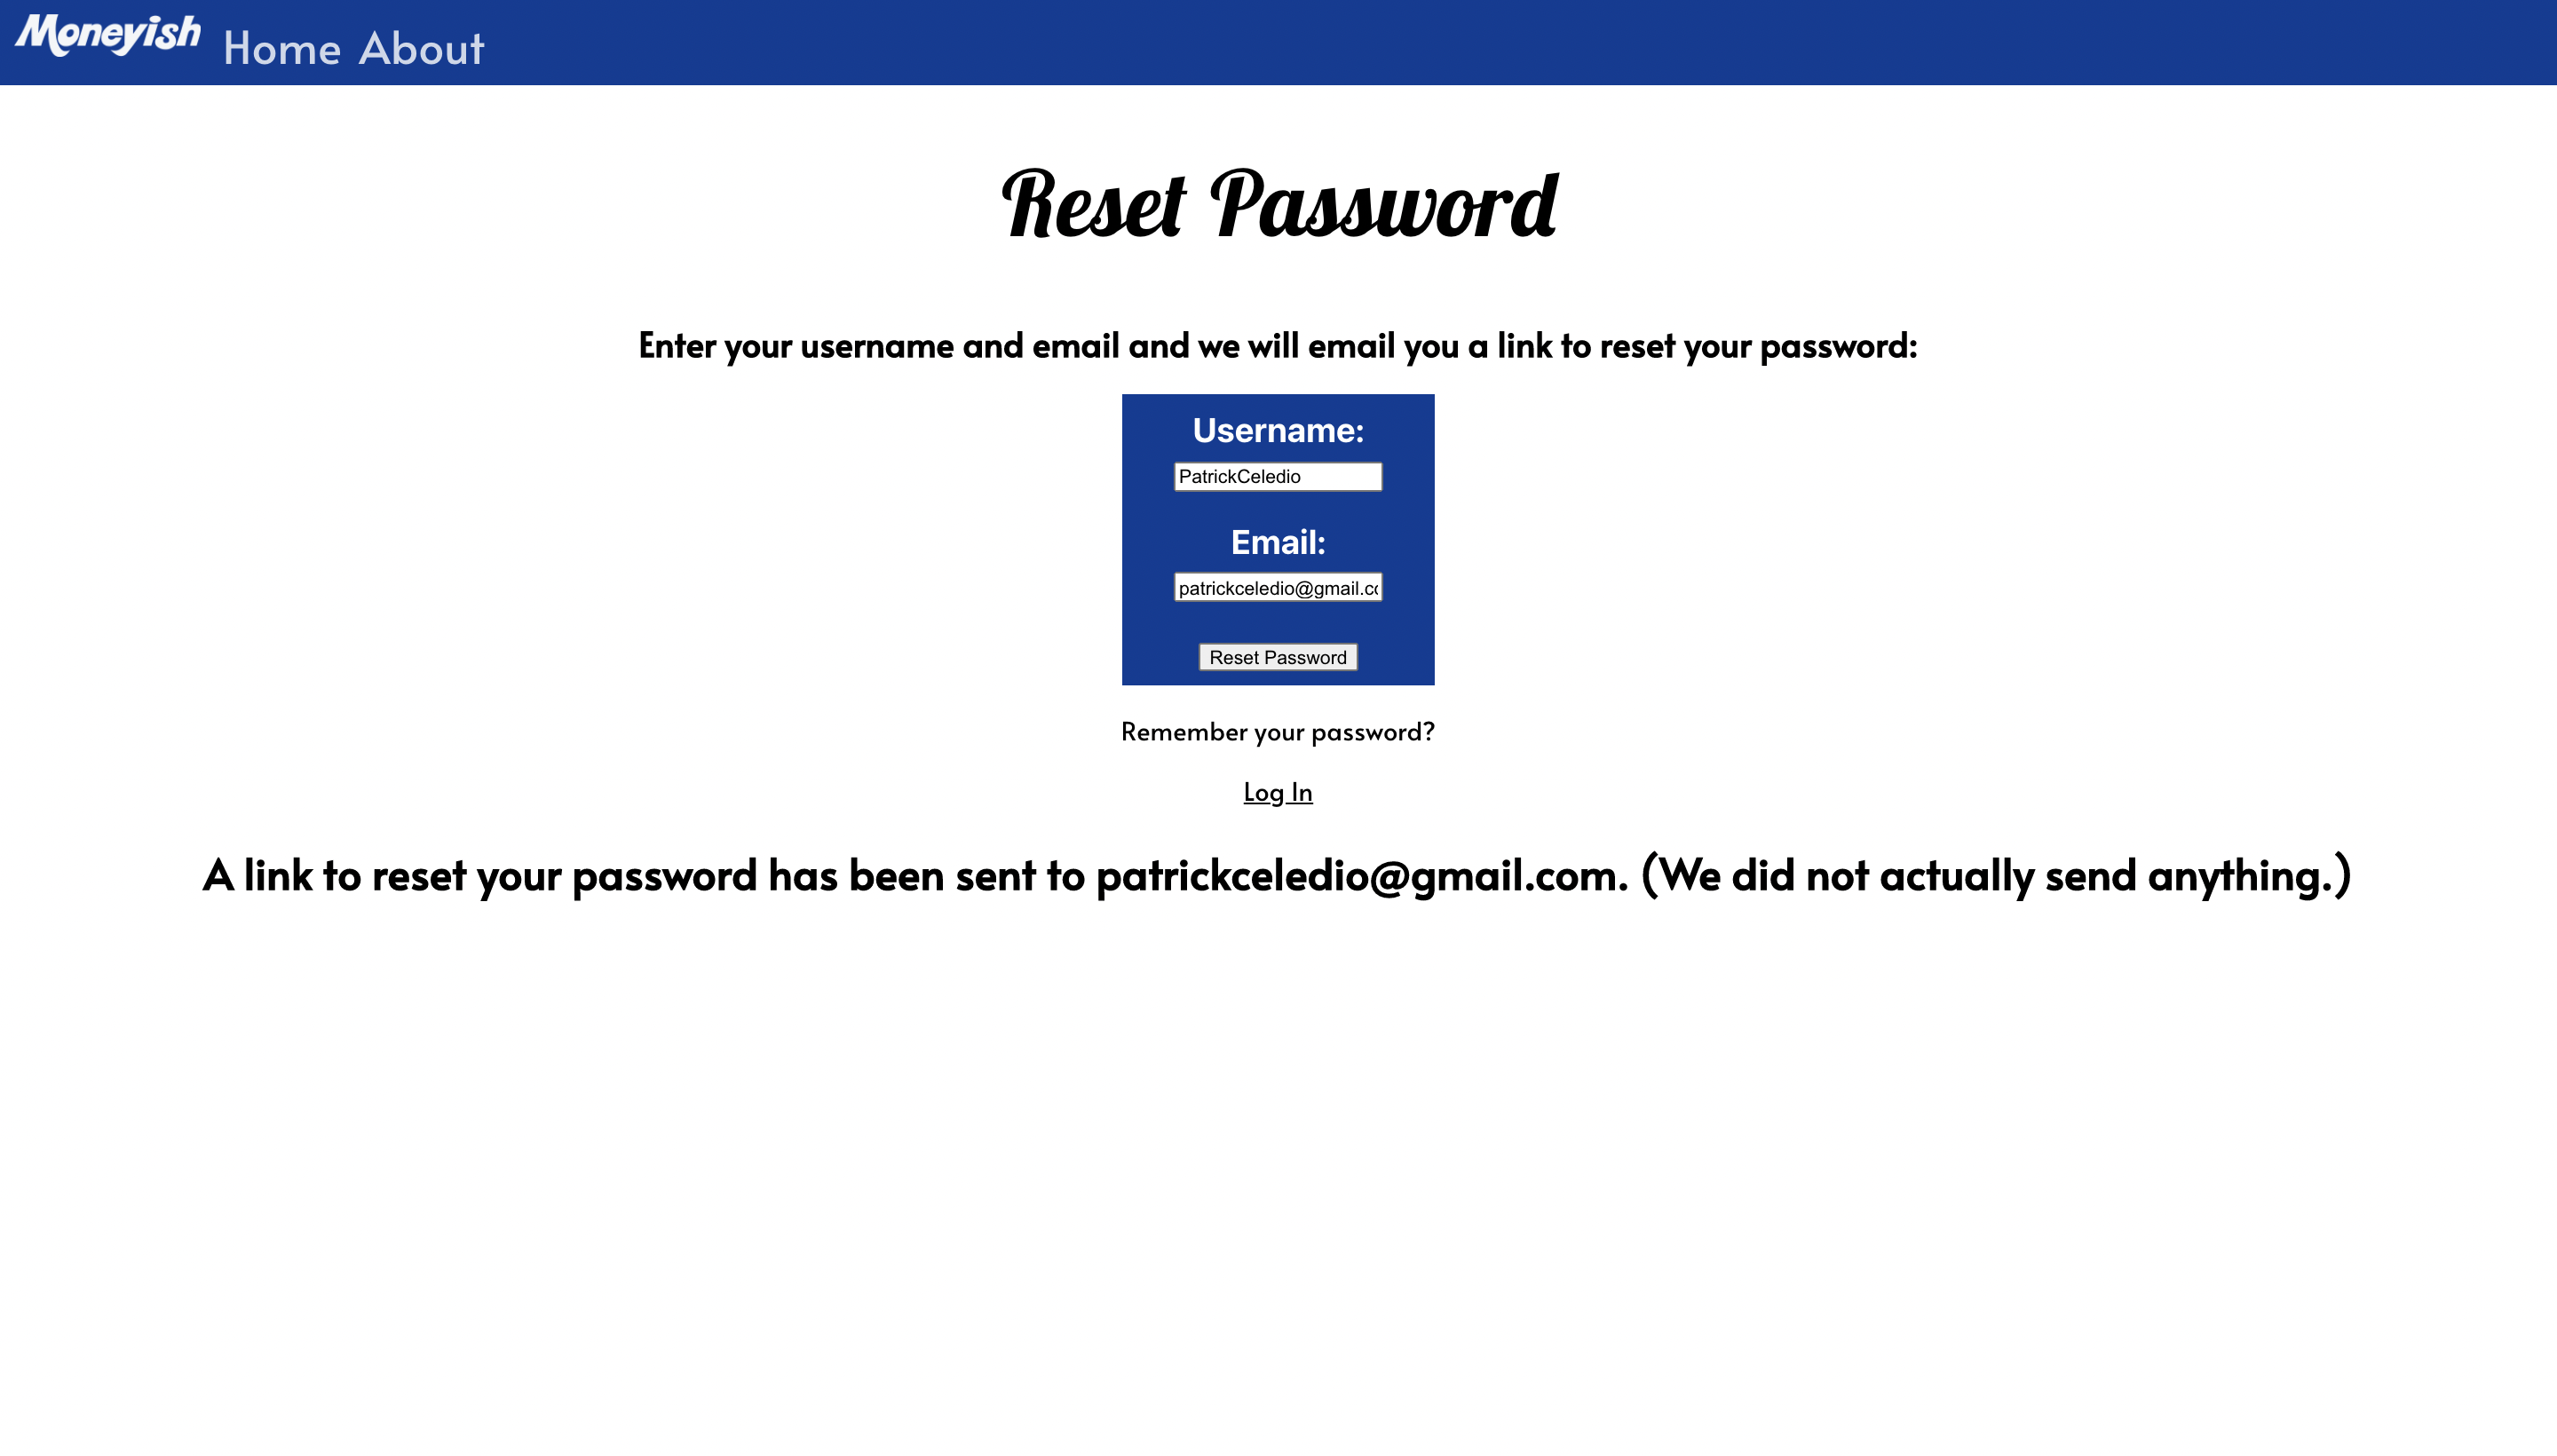 Moneyish Home About
Reset Password
Enter your username and email and we will email you a link to reset your password:
Username:
PatrickCeledio
Email:
patrickceledio@gmail.co
Reset Password
Remember your password?
Log In
A link to reset your password has been sent to patrickceledio@gmail.com. (We did not actually send anything.)